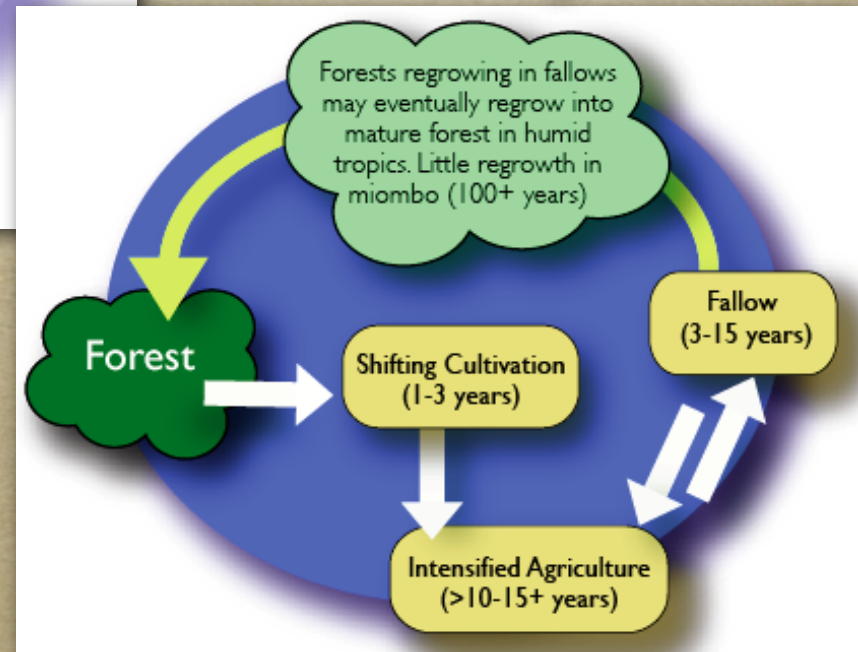 Forests regrowing in fallows
may eventually regrow into
mature forest in humid
tropics. Little regrowth in
miombo (100+ years)
Forest
Shifting Cultivation
(1-3 years)
Fallow
(3-15 years)
Intensified Agriculture
(>10-15+ years)